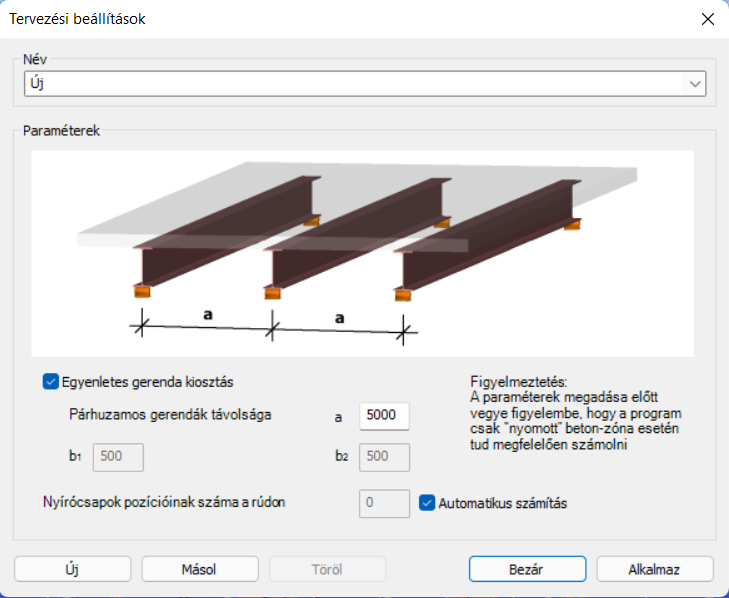 Tervezési beállítások
Név
Új
Paraméterek
a
a
Egyenletes gerenda kiosztás
Párhuzamos gerendák távolsága a 5000
b1 500 b2 500
Nyírócsapok pozícióinak száma a rúdon 0 Automatikus számítás
Figyelmeztetés:
A paraméterek megadása előtt
vegye figyelembe, hogy a program
csak "nyomott" beton-zóna esetén
tud megfelelően számolni
Új Másol Töröl Bezár Alkalmaz